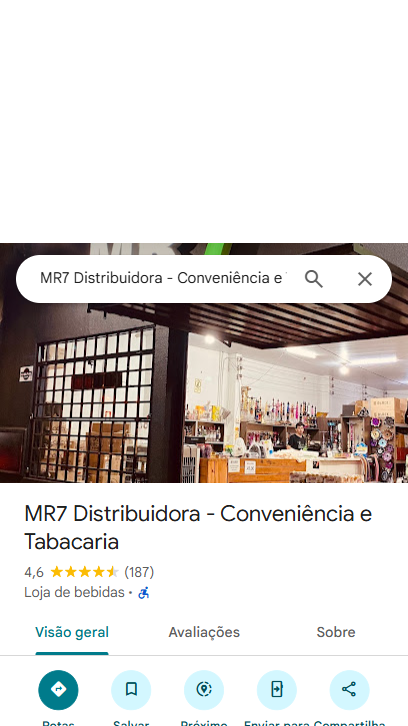 MR7 Distribuidora - Conveniência e
MR7 Distribuidora - Conveniência e
Tabacaria
4,6 (187)
Loja de bebidas ·
Visão geral Avaliações Sobre
Rotas Salvar Próximo Enviar para Compartilha